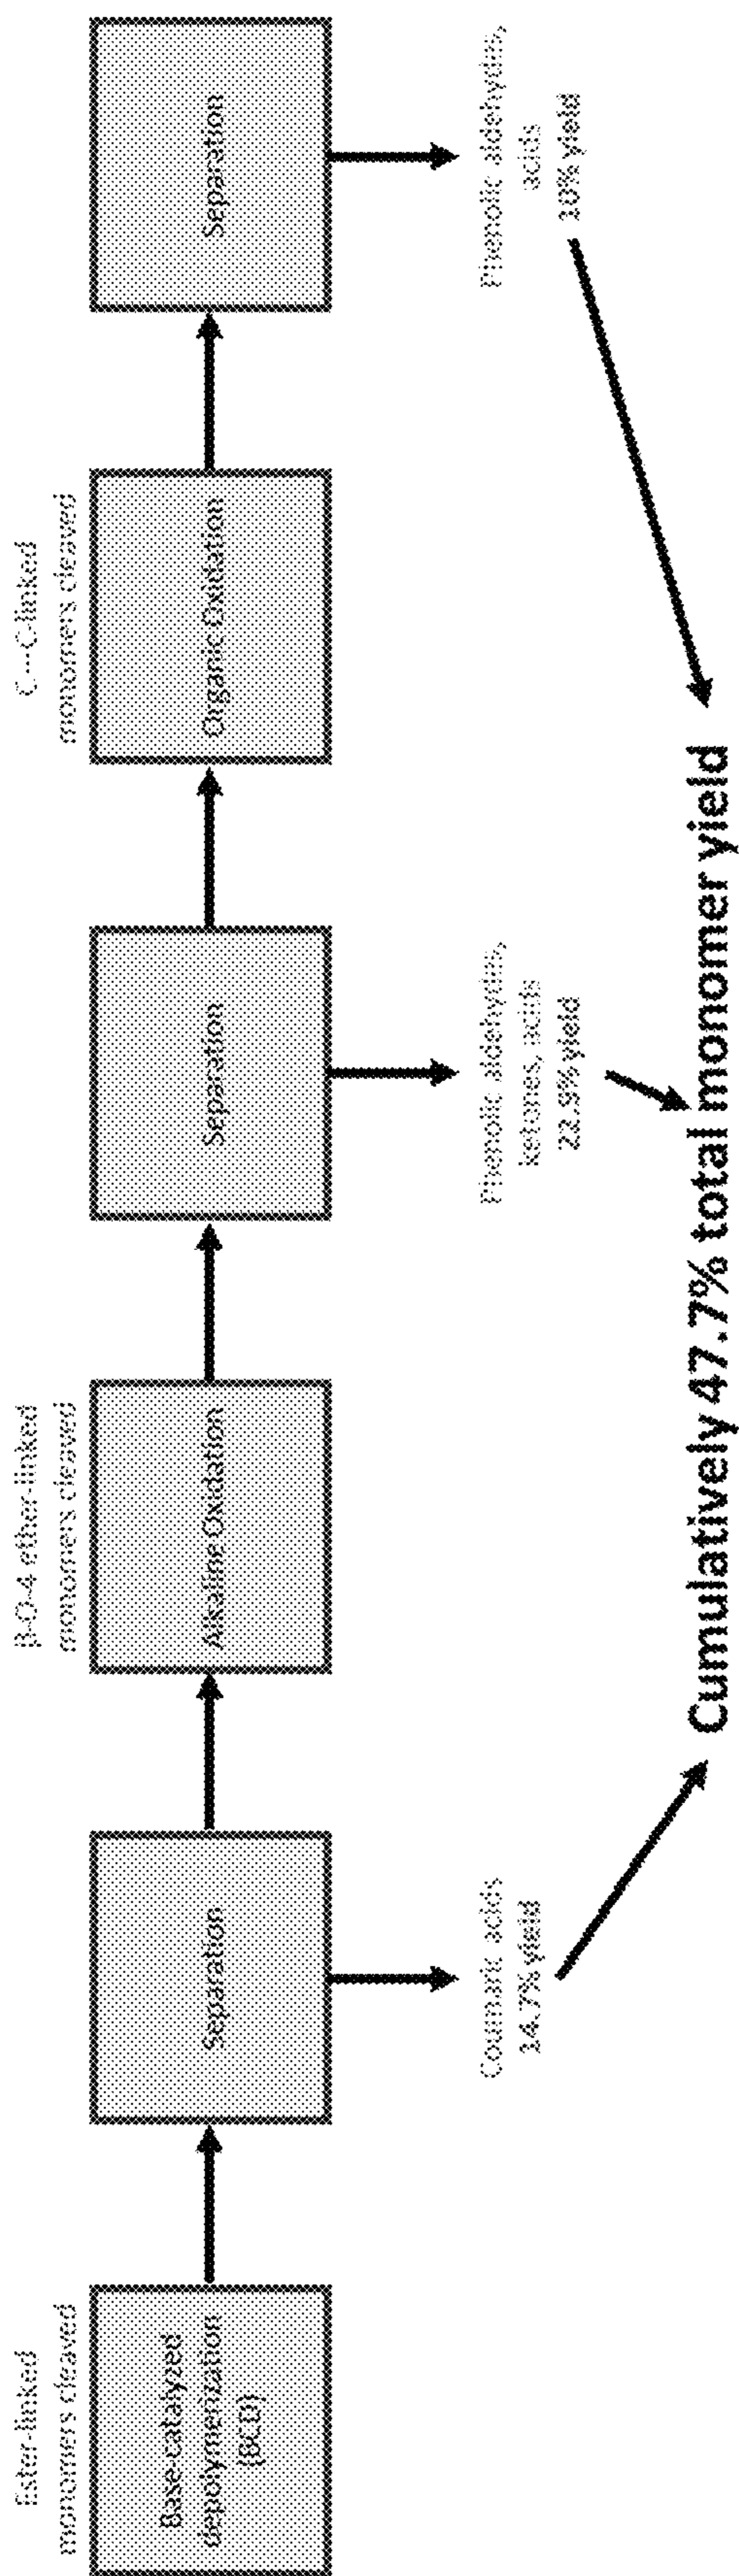 Ester-linked
monomers cleaved
Base-catalyzed
depolymerization
(BCD)
Separation
Coumaric acids
14.7% yield
β-O-4 ether-linked
monomers cleaved
Alkaline Oxidation
Separation
Phenolic aldehydes,
ketones, acids
22.9% yield
C—C-linked
monomers cleaved
Organic Oxidation
Separation
Phenolic aldehydes,
acids
10% yield
Cumulatively 47.7% total monomer yield